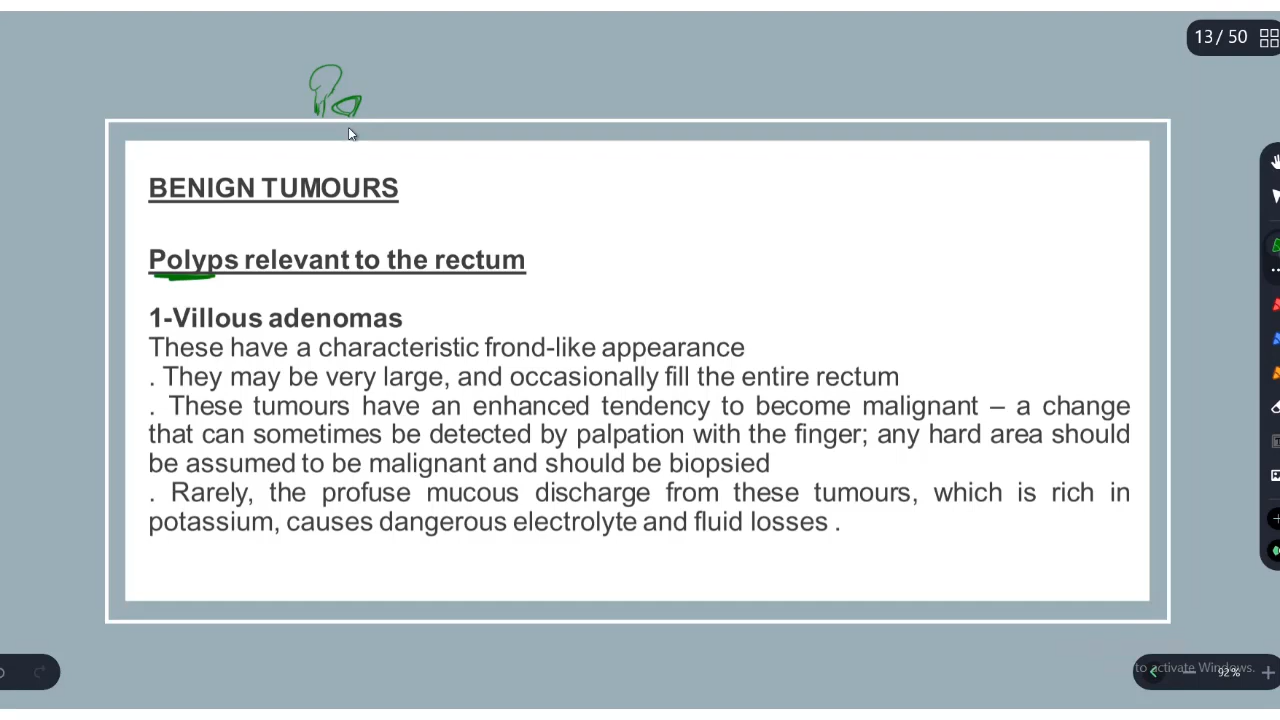 13 / 50
BENIGN TUMOURS
Polyps relevant to the rectum
1-Villous adenomas
These have a characteristic frond-like appearance
. They may be very large, and occasionally fill the entire rectum
. These tumours have an enhanced tendency to become malignant – a change
that can sometimes be detected by palpation with the finger; any hard area should
be assumed to be malignant and should be biopsied
. Rarely, the profuse mucous discharge from these tumours, which is rich in
potassium, causes dangerous electrolyte and fluid losses .
to activate Windows.
92%